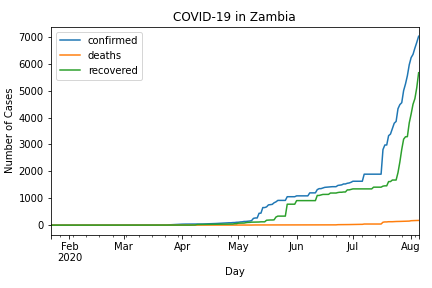 COVID-19 in Zambia
confirmed
deaths
recovered
Number of Cases
7000
6000
5000
4000
3000
2000
1000
0
Feb
2020
Mar
Apr
May
Jun
Jul
Aug
Day